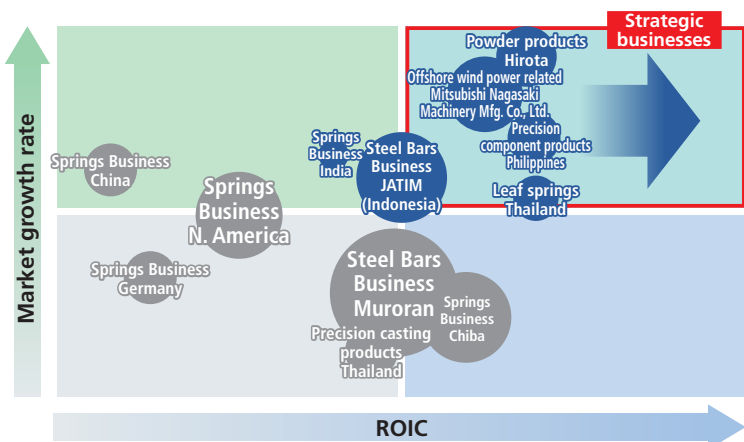 Strategic
businesses
Powder products
Hirota
Offshore wind power related
Mitsubishi Nagasaki
Machinery Mfg. Co., Ltd.
Precision
component products
Philippines
Leaf springs
Thailand
Springs
Business
India
Steel Bars
Business
JATIM
(Indonesia)
Springs Business
China
Springs
Business
N. America
Springs Business
Germany
Steel Bars
Business
Muroran
Springs
Business
Chiba
Precision casting
products
Thailand
Market growth rate
ROIC